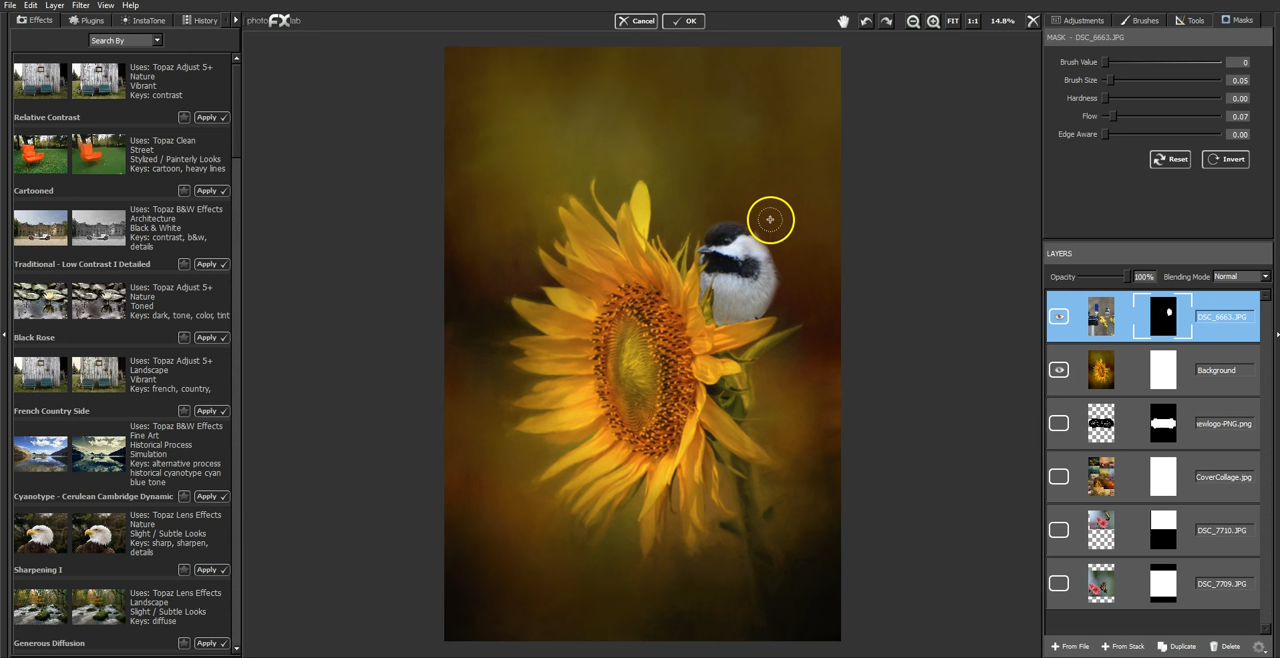 File Edit Layer Filter View Help
Effects Plugins InstaTone History
photo FX lab
Cancel OK
FIT 1:1 14.8%
Adjustments Brushes Tools Masks
Search By
Uses: Topaz Adjust 5+
Nature
Vibrant
Keys: contrast
Relative Contrast Apply
Uses: Topaz Clean
Street
Stylized / Painterly Looks
Keys: cartoon, heavy lines
Cartooned Apply
Uses: Topaz B&W Effects
Architecture
Black & White
Keys: contrast, b&w,
details
Traditional - Low Contrast I Detailed Apply
Uses: Topaz Adjust 5+
Nature
Toned
Keys: dark, tone, color, tint
Black Rose Apply
Uses: Topaz Adjust 5+
Landscape
Vibrant
Keys: french, country,
French Country Side Apply
Uses: Topaz B&W Effects
Fine Art
Historical Process
Simulation
Keys: alternative process
historical cyanotype cyan
blue tone
Cyanotype - Cerulean Cambridge Dynamic Apply
Uses: Topaz Lens Effects
Nature
Slight / Subtle Looks
Keys: sharp, sharpen,
details
Sharpening I Apply
Uses: Topaz Lens Effects
Landscape
Slight / Subtle Looks
Keys: diffuse
Generous Diffusion Apply
MASK - DSC_6663.JPG
Brush Value 0
Brush Size 0.05
Hardness 0.00
Flow 0.07
Edge Aware 0.00
Reset Invert
LAYERS
Opacity 100% Blending Mode Normal
DSC_6663.JPG
Background
iewlogo-PNG.png
CoverCollage.jpg
DSC_7710.JPG
DSC_7709.JPG
From File From Stack Duplicate Delete